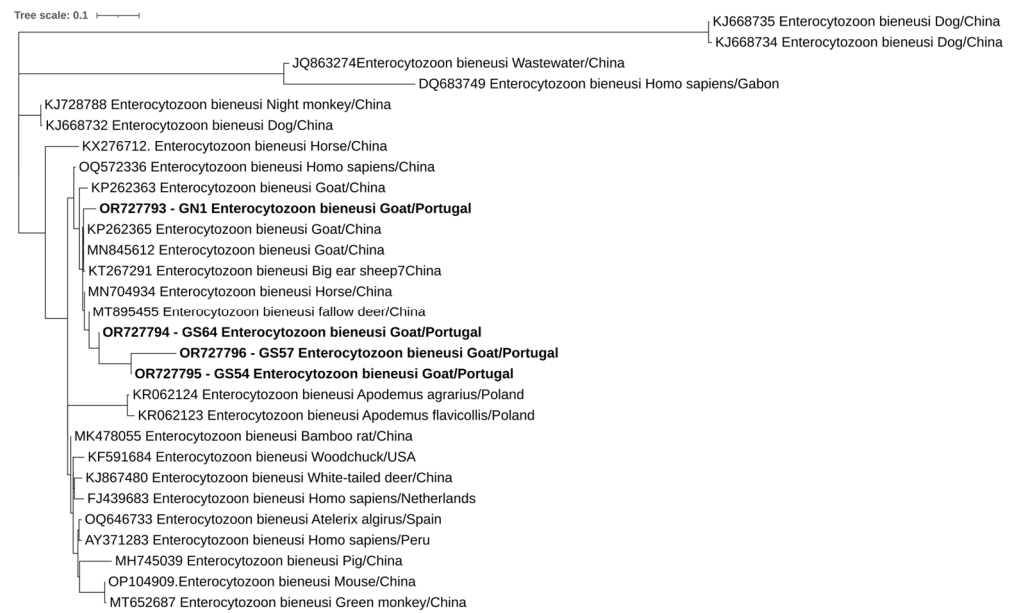 Tree scale: 0.1
KJ668735 Enterocytozoon bieneusi Dog/China
KJ668734 Enterocytozoon bieneusi Dog/China
JQ863274Enterocytozoon bieneusi Wastewater/China
DQ683749 Enterocytozoon bieneusi Homo sapiens/Gabon
KJ728788 Enterocytozoon bieneusi Night monkey/China
KJ668732 Enterocytozoon bieneusi Dog/China
KX276712. Enterocytozoon bieneusi Horse/China
OQ572336 Enterocytozoon bieneusi Homo sapiens/China
KP262363 Enterocytozoon bieneusi Goat/China
OR727793 - GN1 Enterocytozoon bieneusi Goat/Portugal
KP262365 Enterocytozoon bieneusi Goat/China
MN845612 Enterocytozoon bieneusi Goat/China
KT267291 Enterocytozoon bieneusi Big ear sheep7China
MN704934 Enterocytozoon bieneusi Horse/China
MT895455 Enterocytozoon bieneusi fallow deer/China
OR727794 - GS64 Enterocytozoon bieneusi Goat/Portugal
OR727796 - GS57 Enterocytozoon bieneusi Goat/Portugal
OR727795 - GS54 Enterocytozoon bieneusi Goat/Portugal
KR062124 Enterocytozoon bieneusi Apodemus agrarius/Poland
KR062123 Enterocytozoon bieneusi Apodemus flavicollis/Poland
MK478055 Enterocytozoon bieneusi Bamboo rat/China
KF591684 Enterocytozoon bieneusi Woodchuck/USA
KJ867480 Enterocytozoon bieneusi White-tailed deer/China
FJ439683 Enterocytozoon bieneusi Homo sapiens/Netherlands
OQ646733 Enterocytozoon bieneusi Atelerix algirus/Spain
AY371283 Enterocytozoon bieneusi Homo sapiens/Peru
MH745039 Enterocytozoon bieneusi Pig/China
OP104909.Enterocytozoon bieneusi Mouse/China
MT652687 Enterocytozoon bieneusi Green monkey/China